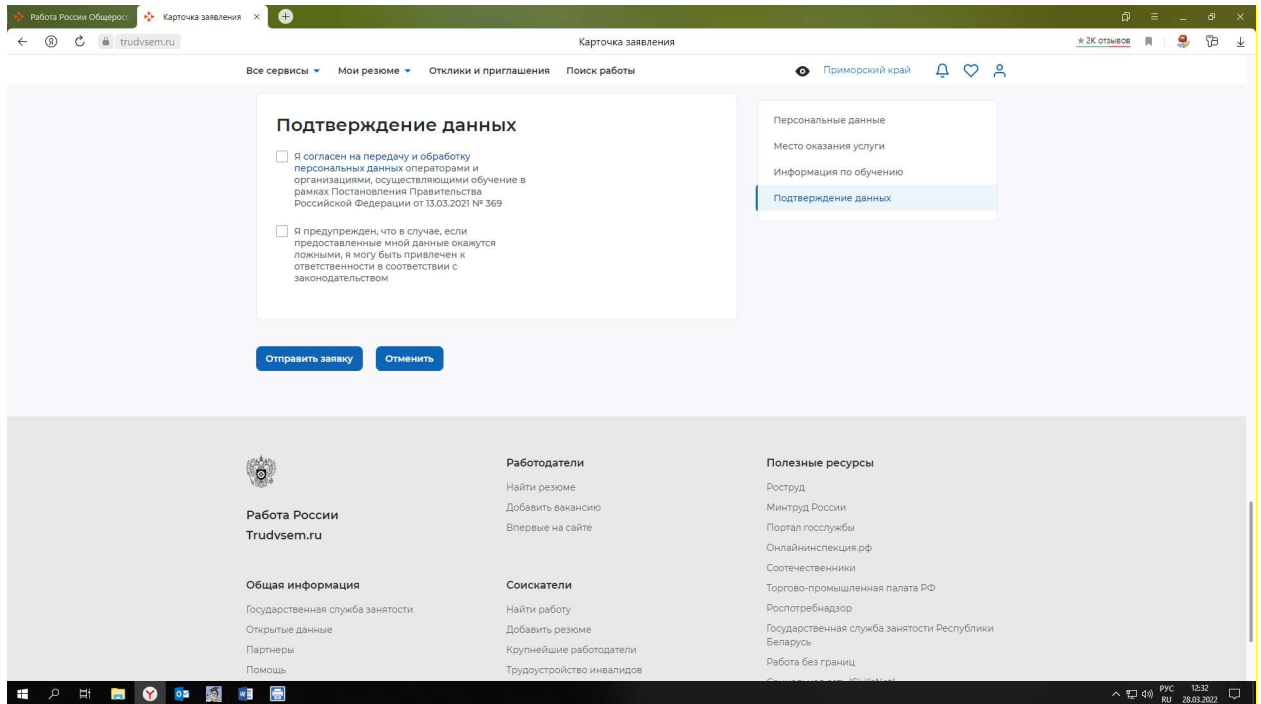 Работа России Общеросс
Карточка заявления
trudvsem.ru
Карточка заявления
2К отзывов
Все сервисы
Мои резюме
Отклики и приглашения
Поиск работы
Приморский край
Подтверждение данных
Я согласен на передачу и обработку
персональных данных операторами и
организациями, осуществляющими обучение в
рамках Постановления Правительства
Российской Федерации от 13.03.2021 № 369
Я предупрежден, что в случае, если
предоставленные мной данные окажутся
ложными, я могу быть привлечен к
ответственности в соответствии с
законодательством
Отправить заявку
Отменить
Персональные данные
Место оказания услуги
Информация по обучению
Подтверждение данных
Работа России
Trudvsem.ru
Общая информация
Государственная служба занятости
Открытые данные
Партнеры
Помощь
Работодатели
Найти резюме
Добавить вакансию
Впервые на сайте
Соискатели
Найти работу
Добавить резюме
Крупнейшие работодатели
Трудоустройство инвалидов
Полезные ресурсы
Роструд
Минтруд России
Портал госслужбы
Онлайнинспекция.рф
Соотечественники
Торгово-промышленная палата РФ
Роспотребнадзор
Государственная служба занятости Республики
Беларусь
Работа без границ
РУС
RU
12:32
28.03.2022